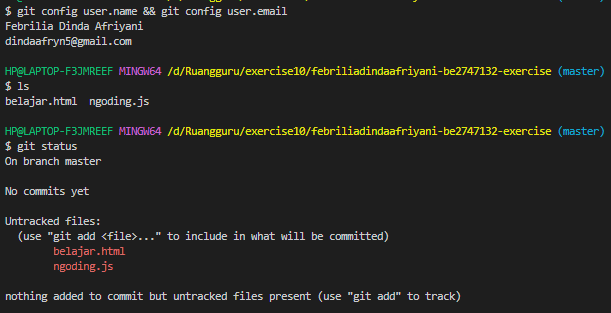 $ git config user.name && git config user.email
Febrilia Dinda Afriyani
dindaafryn5@gmail.com
HP@LAPTOP-F3JMREEF MINGW64 /d/Ruangguru/exercise10/febriliadindaafriyani-be2747132-exercise (master)
$ ls
belajar.html  ngoding.js
HP@LAPTOP-F3JMREEF MINGW64 /d/Ruangguru/exercise10/febriliadindaafriyani-be2747132-exercise (master)
$ git status
On branch master
No commits yet
Untracked files:
  (use "git add <file>..." to include in what will be committed)
        belajar.html
        ngoding.js
nothing added to commit but untracked files present (use "git add" to track)